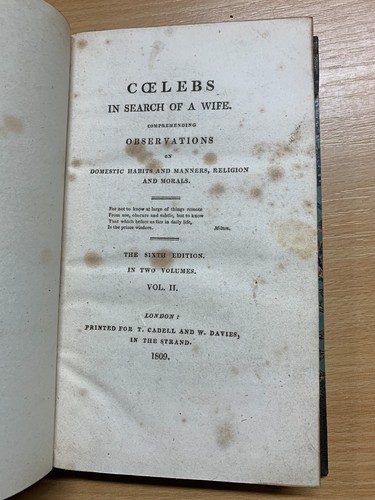 CŒLEBS
IN SEARCH OF A WIFE.
COMPREHENDING
OBSERVATIONS
ON
DOMESTIC HABITS AND MANNERS, RELIGION
AND MORALS.
For not to know at large of things remote
From use, obscure and subtle, but to know
That which before us lies in daily life,
Is the prime wisdom. Milton.
THE SIXTH EDITION.
IN TWO VOLUMES.
VOL. II.
LONDON:
PRINTED FOR T. CADELL AND W. DAVIES,
IN THE STRAND.
1809.